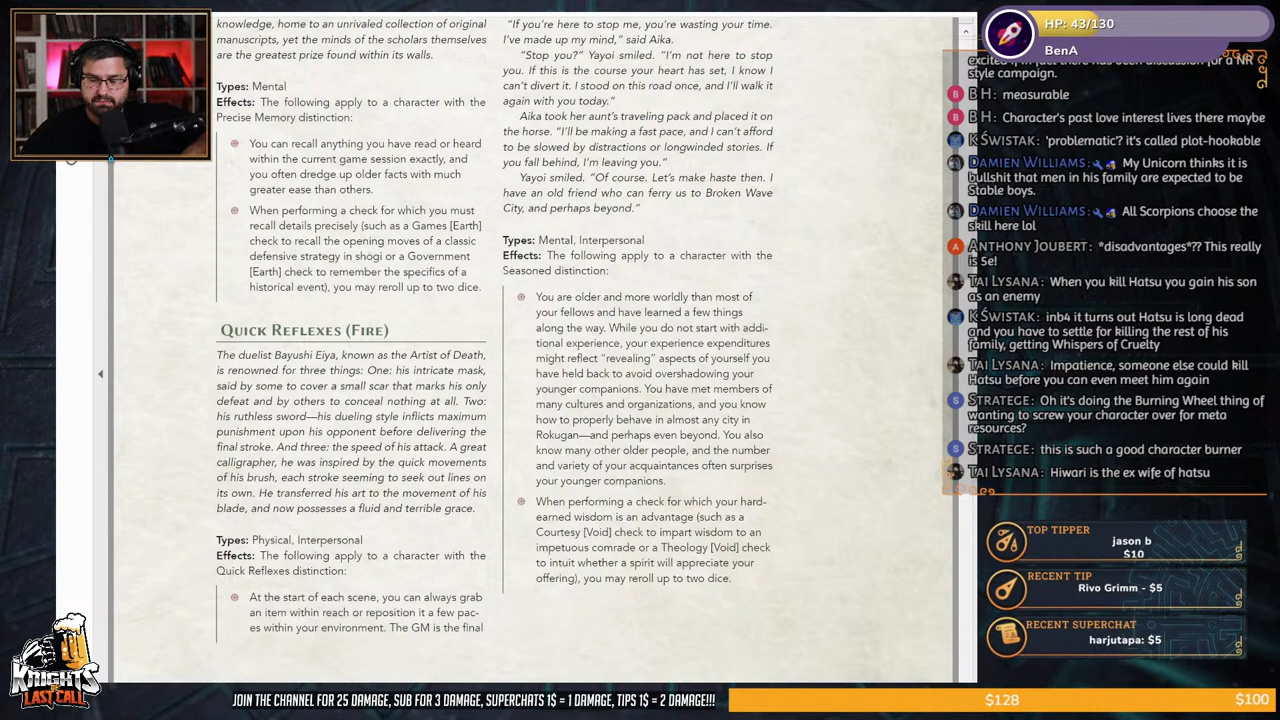 knowledge, home to an unrivaled collection of original
manuscripts, yet the minds of the scholars themselves
are the greatest prize found within its walls.
Types: Mental
Effects: The following apply to a character with the
Precise Memory distinction:
You can recall anything you have read or heard
within the current game session exactly, and
you often dredge up older facts with much
greater ease than others.
When performing a check for which you must
recall details precisely (such as a Games [Earth]
check to recall the opening moves of a classic
defensive strategy in shogi or a Government
[Earth] check to remember the specifics of a
historical event), you may reroll up to two dice.
QUICK REFLEXES (FIRE)
The duelist Bayushi Eiya, known as the Artist of Death,
is renowned for three things: One: his intricate mask,
said by some to cover a small scar that marks his only
defeat and by others to conceal nothing at all. Two:
his ruthless sword—his dueling style inflicts maximum
punishment upon his opponent before delivering the
final stroke. And three: the speed of his attack. A great
calligrapher, he was inspired by the quick movements
of his brush, each stroke seeming to seek out lines on
its own. He transferred his art to the movement of his
blade, and now possesses a fluid and terrible grace.
Types: Physical, Interpersonal
Effects: The following apply to a character with the
Quick Reflexes distinction:
At the start of each scene, you can always grab
an item within reach or reposition it a few pac-
es within your environment. The GM is the final
"If you're here to stop me, you're wasting your time.
I've made up my mind," said Aika.
"Stop you?" Yayoi smiled. "I'm not here to stop
you. If this is the course your heart has set, I know I
can't divert it. I stood on this road once, and I'll walk it
again with you today."
Aika took her aunt's traveling pack and placed it on
the horse. "I'll be making a fast pace, and I can't afford
to be slowed by distractions or longwinded stories. If
you fall behind, I'm leaving you."
Yayoi smiled. "Of course. Let's make haste then. I
have an old friend who can ferry us to Broken Wave
City, and perhaps beyond."
Types: Mental, Interpersonal
Effects: The following apply to a character with the
Seasoned distinction:
You are older and more worldly than most of
your fellows and have learned a few things
along the way. While you do not start with addi-
tional experience, your experience expenditures
might reflect "revealing" aspects of yourself you
have held back to avoid overshadowing your
younger companions. You have met members of
many cultures and organizations, and you know
how to properly behave in almost any city in
Rokugan—and perhaps even beyond. You also
know many other older people, and the number
and variety of your acquaintances often surprises
your younger companions.
When performing a check for which your hard-
earned wisdom is an advantage (such as a
Courtesy [Void] check to impart wisdom to an
impetuous comrade or a Theology [Void] check
to intuit whether a spirit will appreciate your
offering), you may reroll up to two dice.
HP: 43/130
BenA
style campaign.
B H: measurable
B H: Character's past love interest lives there maybe
K Świstak: 'problematic'? it's called plot-hookable
Damien Williams: My Unicorn thinks it is
bullshit that men in his family are expected to be
Stable boys.
Damien Williams: All Scorpions choose the
skill here lol
Anthony Joubert: *disadvantages*?? This really
is 5e!
Tai Lysana: When you kill Hatsu you gain his son
as an enemy
K Świstak: inb4 it turns out Hatsu is long dead
and you have to settle for killing the rest of his
family, getting Whispers of Cruelty
Tai Lysana: Impatience, someone else could kill
Hatsu before you can even meet him again
Stratege: Oh it's doing the Burning Wheel thing of
wanting to screw your character over for meta
resources?
Stratege: this is such a good character burner
Tai Lysana: Hiwari is the ex wife of hatsu
TOP TIPPER
jason b
$10
RECENT TIP
Rivo Grimm - $5
RECENT SUPERCHAT
harjutapa: $5
KNIGHTS
OF
LAST CALL
JOIN THE CHANNEL FOR 25 DAMAGE, SUB FOR 3 DAMAGE, SUPERCHATS 1$ = 1 DAMAGE, TIPS 1$ = 2 DAMAGE!!!
$128
$100